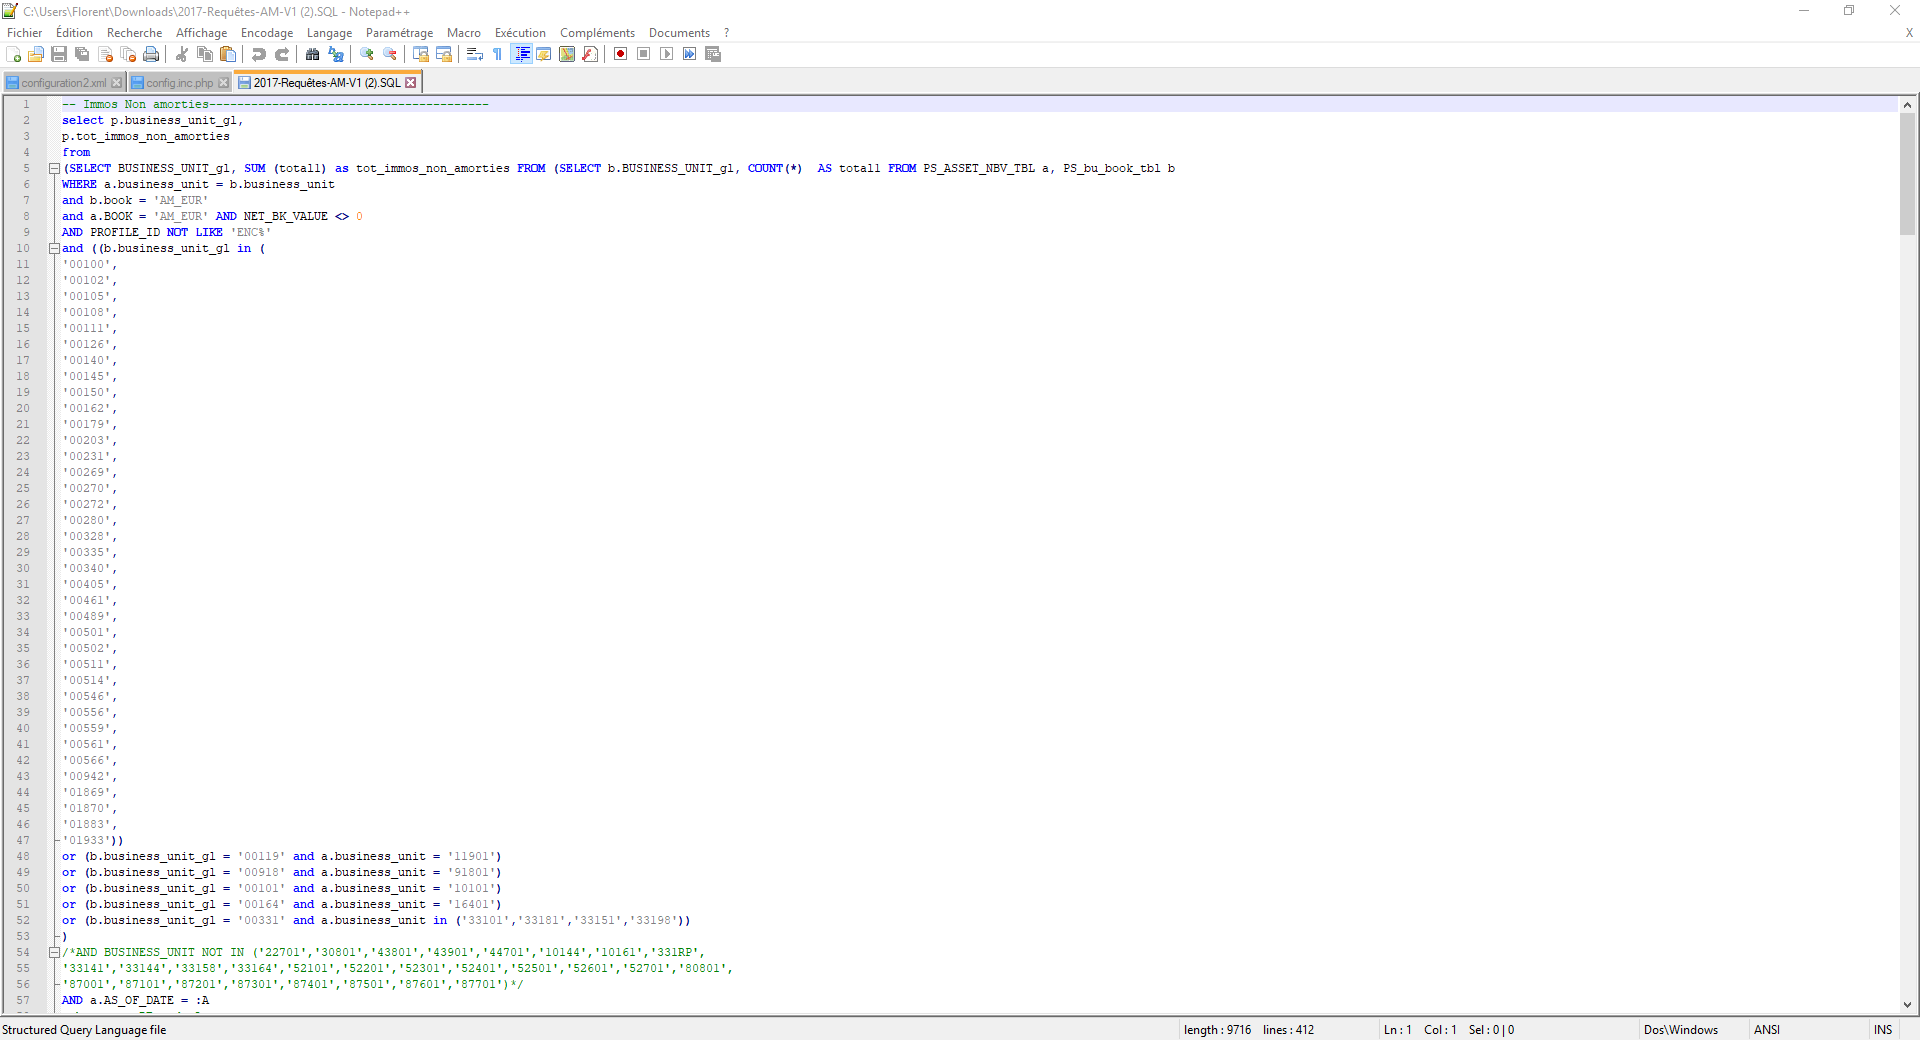 C:\Users\Florent\Downloads\2017-Requêtes-AM-V1 (2).SQL - Notepad++
Fichier Édition Recherche Affichage Encodage Langage Paramétrage Macro Exécution Compléments Documents ? X
configuration2.xml config.inc.php 2017-Requêtes-AM-V1 (2).SQL
1 -- Immos Non amorties----------------------------------------
2 select p.business_unit_gl,
3 p.tot_immos_non_amorties
4 from
5 (SELECT BUSINESS_UNIT_gl, SUM (totall) as tot_immos_non_amorties FROM (SELECT b.BUSINESS_UNIT_gl, COUNT(*)  AS totall FROM PS_ASSET_NBV_TBL a, PS_bu_book_tbl b
6 WHERE a.business_unit = b.business_unit
7 and b.book = 'AM_EUR'
8 and a.BOOK = 'AM_EUR' AND NET_BK_VALUE <> 0
9 AND PROFILE_ID NOT LIKE 'ENC%'
10 and ((b.business_unit_gl in (
11 '00100',
12 '00102',
13 '00105',
14 '00108',
15 '00111',
16 '00126',
17 '00140',
18 '00145',
19 '00150',
20 '00162',
21 '00179',
22 '00203',
23 '00231',
24 '00269',
25 '00270',
26 '00272',
27 '00280',
28 '00328',
29 '00335',
30 '00340',
31 '00405',
32 '00461',
33 '00489',
34 '00501',
35 '00502',
36 '00511',
37 '00514',
38 '00546',
39 '00556',
40 '00559',
41 '00561',
42 '00566',
43 '00942',
44 '01869',
45 '01870',
46 '01883',
47 '01933'))
48 or (b.business_unit_gl = '00119' and a.business_unit = '11901')
49 or (b.business_unit_gl = '00918' and a.business_unit = '91801')
50 or (b.business_unit_gl = '00101' and a.business_unit = '10101')
51 or (b.business_unit_gl = '00164' and a.business_unit = '16401')
52 or (b.business_unit_gl = '00331' and a.business_unit in ('33101','33181','33151','33198'))
53 )
54 /*AND BUSINESS_UNIT NOT IN ('22701','30801','43801','43901','44701','10144','10161','331RP',
55 '33141','33144','33158','33164','52101','52201','52301','52401','52501','52601','52701','80801',
56 '87001','87101','87201','87301','87401','87501','87601','87701')*/
57 AND a.AS_OF_DATE = :A
Structured Query Language file length : 9716 lines : 412 Ln : 1 Col : 1 Sel : 0 | 0 Dos\Windows ANSI INS